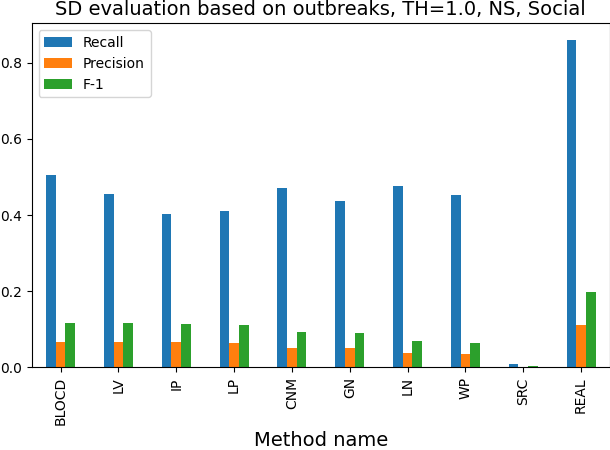 SD evaluation based on outbreaks, TH=1.0, NS, Social
Recall
Precision
F-1
0.8
0.6
0.4
0.2
0.0
BLOCD
LV
IP
LP
CNM
GN
LN
WP
SRC
REAL
Method name